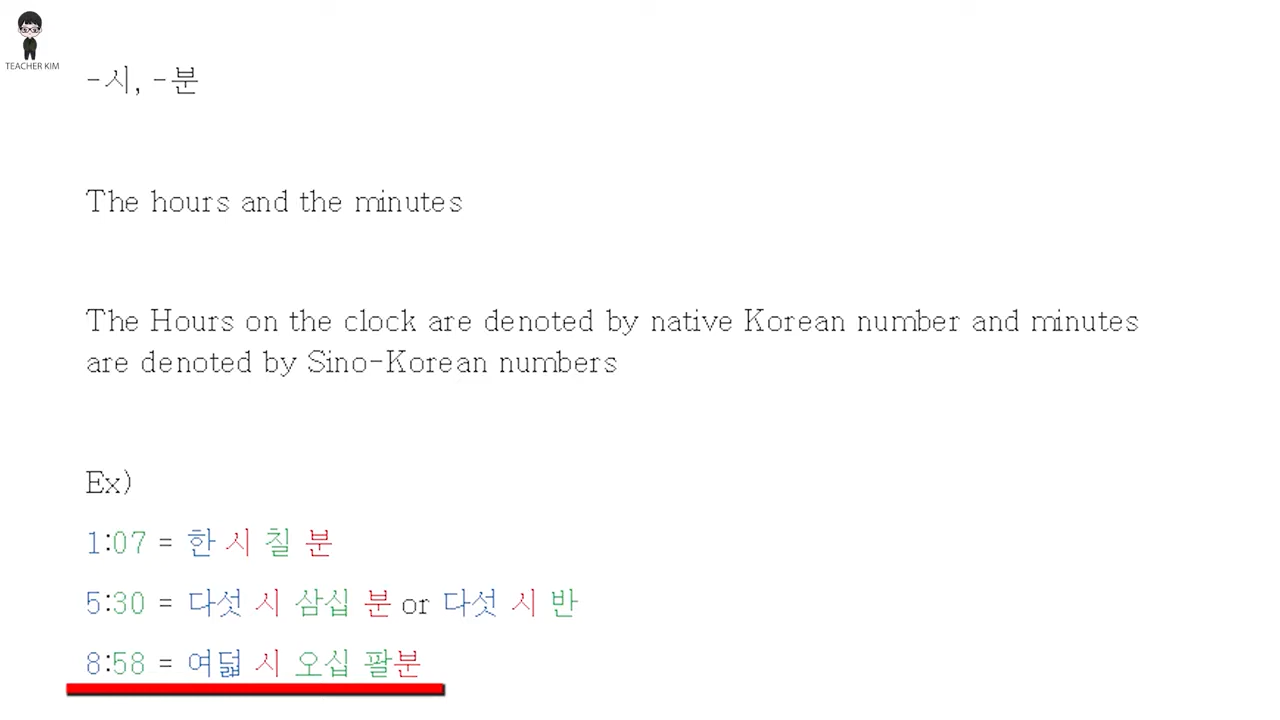 TEACHER KIM
-시, -분
The hours and the minutes
The Hours on the clock are denoted by native Korean number and minutes
are denoted by Sino-Korean numbers
Ex)
1:07 = 한 시 칠 분
5:30 = 다섯 시 삼십 분 or 다섯 시 반
8:58 = 여덟 시 오십 팔분